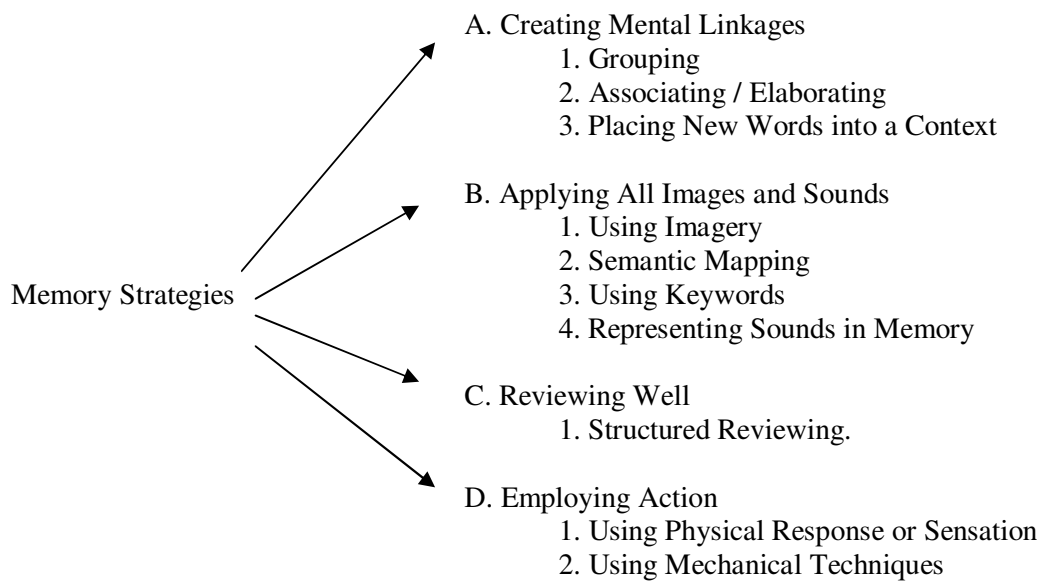 A. Creating Mental Linkages
1. Grouping
2. Associating / Elaborating
3. Placing New Words into a Context
B. Applying All Images and Sounds
1. Using Imagery
2. Semantic Mapping
Memory Strategies
3. Using Keywords
4. Representing Sounds in Memory
C. Reviewing Well
1. Structured Reviewing.
D. Employing Action
1. Using Physical Response or Sensation
2. Using Mechanical Techniques